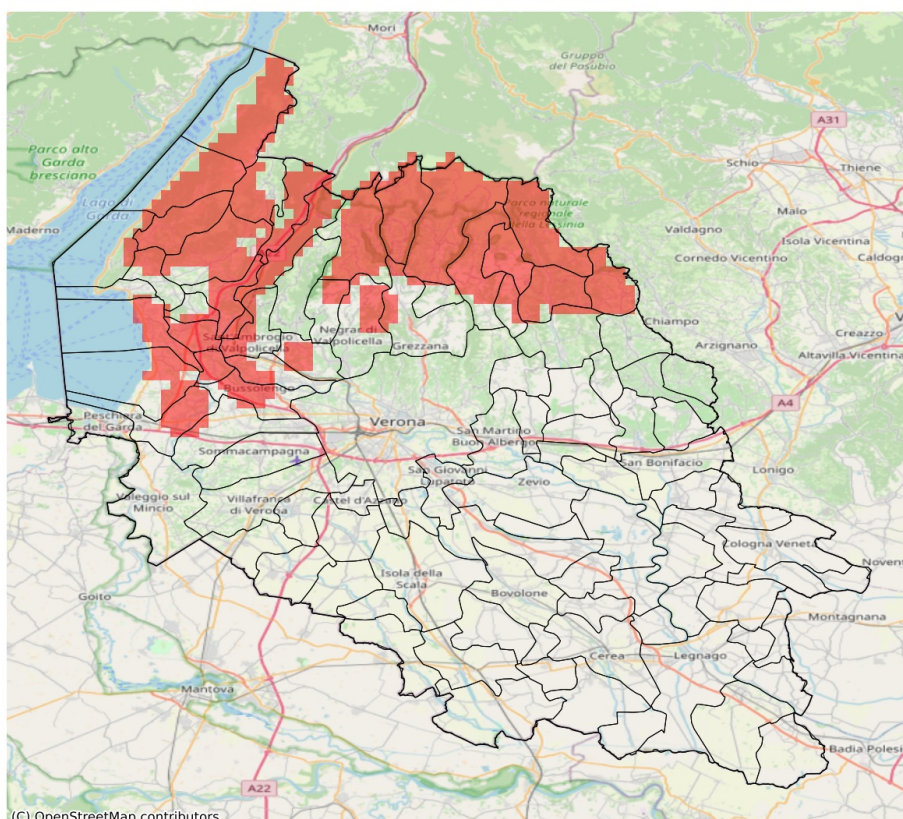 Mori
Gruppo
del Pasubio
A31
Parco alto
Garda
bresciano
Schio
Thiene
Lago di
Garda
Parco naturale
regionale
della Lessinia
Malo
Maderno
Valdagno
Isola Vicentina
Cornedo Vicentino
Caldogn
Chiampo
Sant'Ambrogio
di Valpolicella
Negrar di
Valpolicella
Grezzana
Arzignano
Creazzo
Altavilla Vicentina
Bussolengo
A4
Peschiera
del Garda
Verona
San Martino
Buon Albergo
Sommacampagna
San Giovanni
Lupatoto
Zevio
San Bonifacio
Lonigo
Valeggio sul
Mincio
Villafranca
di Verona
Castel d'Azzano
Cologna Veneta
Isola della
Scala
Noven
Goito
Bovolone
Montagnana
Cerea
Legnago
Mantova
Badia Polesi
A22
(C) OpenStreetMap contributors